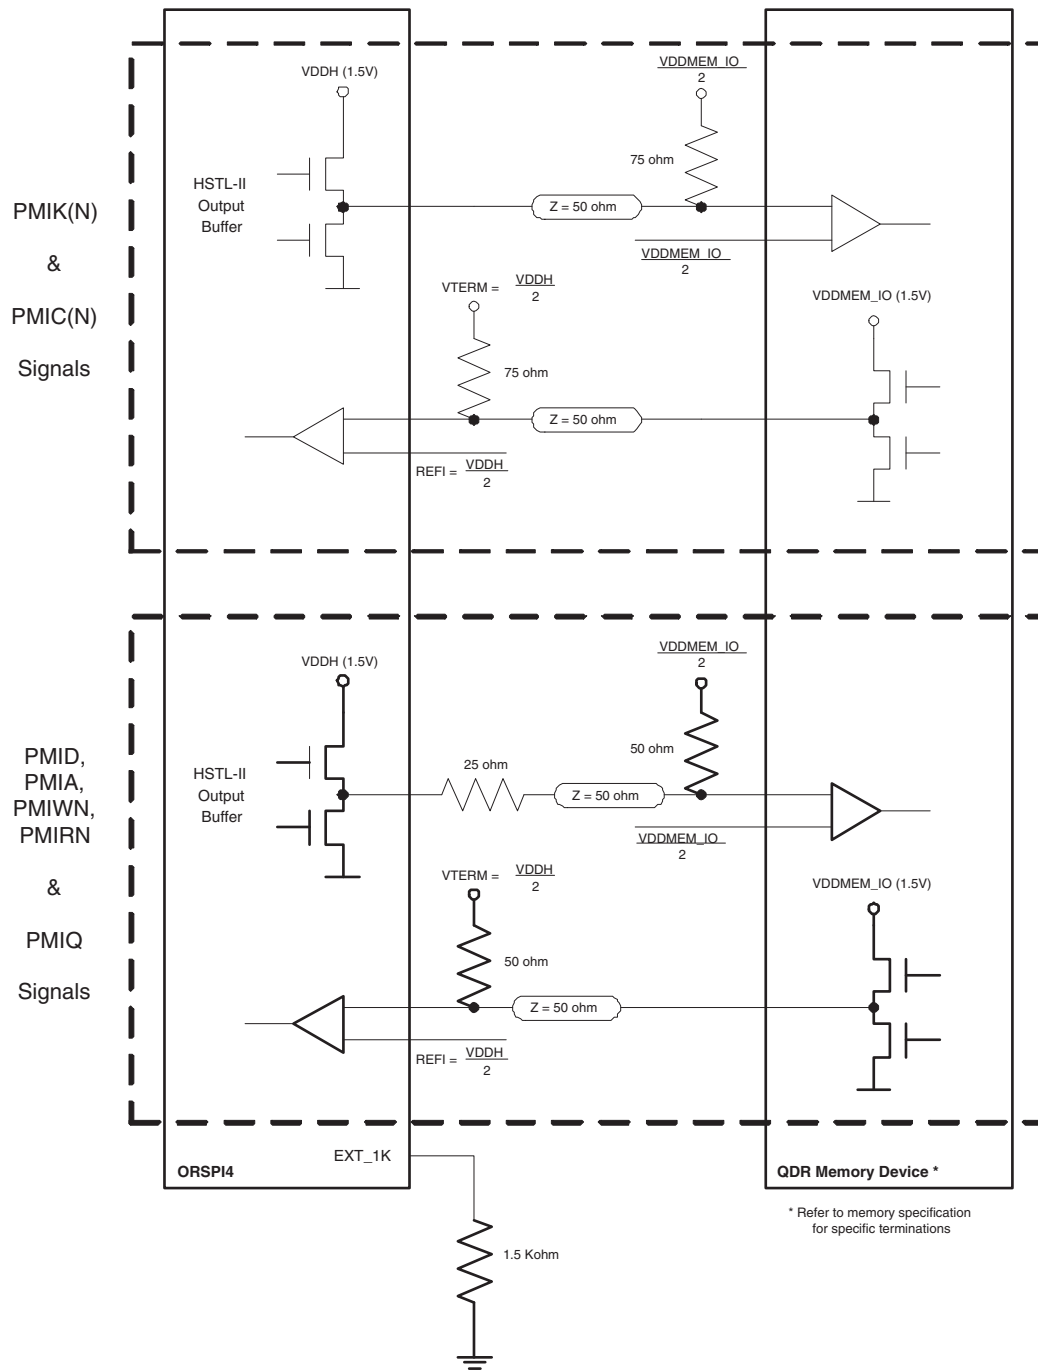 PMIK(N)
&
PMIC(N)
Signals
VDDH (1.5V)
HSTL-II
Output
Buffer
VDDMEM_IO
2
75 ohm
Z = 50 ohm
VDDMEM_IO
2
VTERM = VDDH
2
75 ohm
VDDMEM_IO (1.5V)
Z = 50 ohm
REFI = VDDH
2
PMID,
PMIA,
PMIWN,
PMIRN
&
PMIQ
Signals
VDDH (1.5V)
HSTL-II
Output
Buffer
25 ohm
VDDMEM_IO
2
50 ohm
Z = 50 ohm
VDDMEM_IO
2
VTERM = VDDH
2
50 ohm
VDDMEM_IO (1.5V)
Z = 50 ohm
REFI = VDDH
2
EXT_1K
ORSPI4
QDR Memory Device *
1.5 Kohm
* Refer to memory specification
for specific terminations